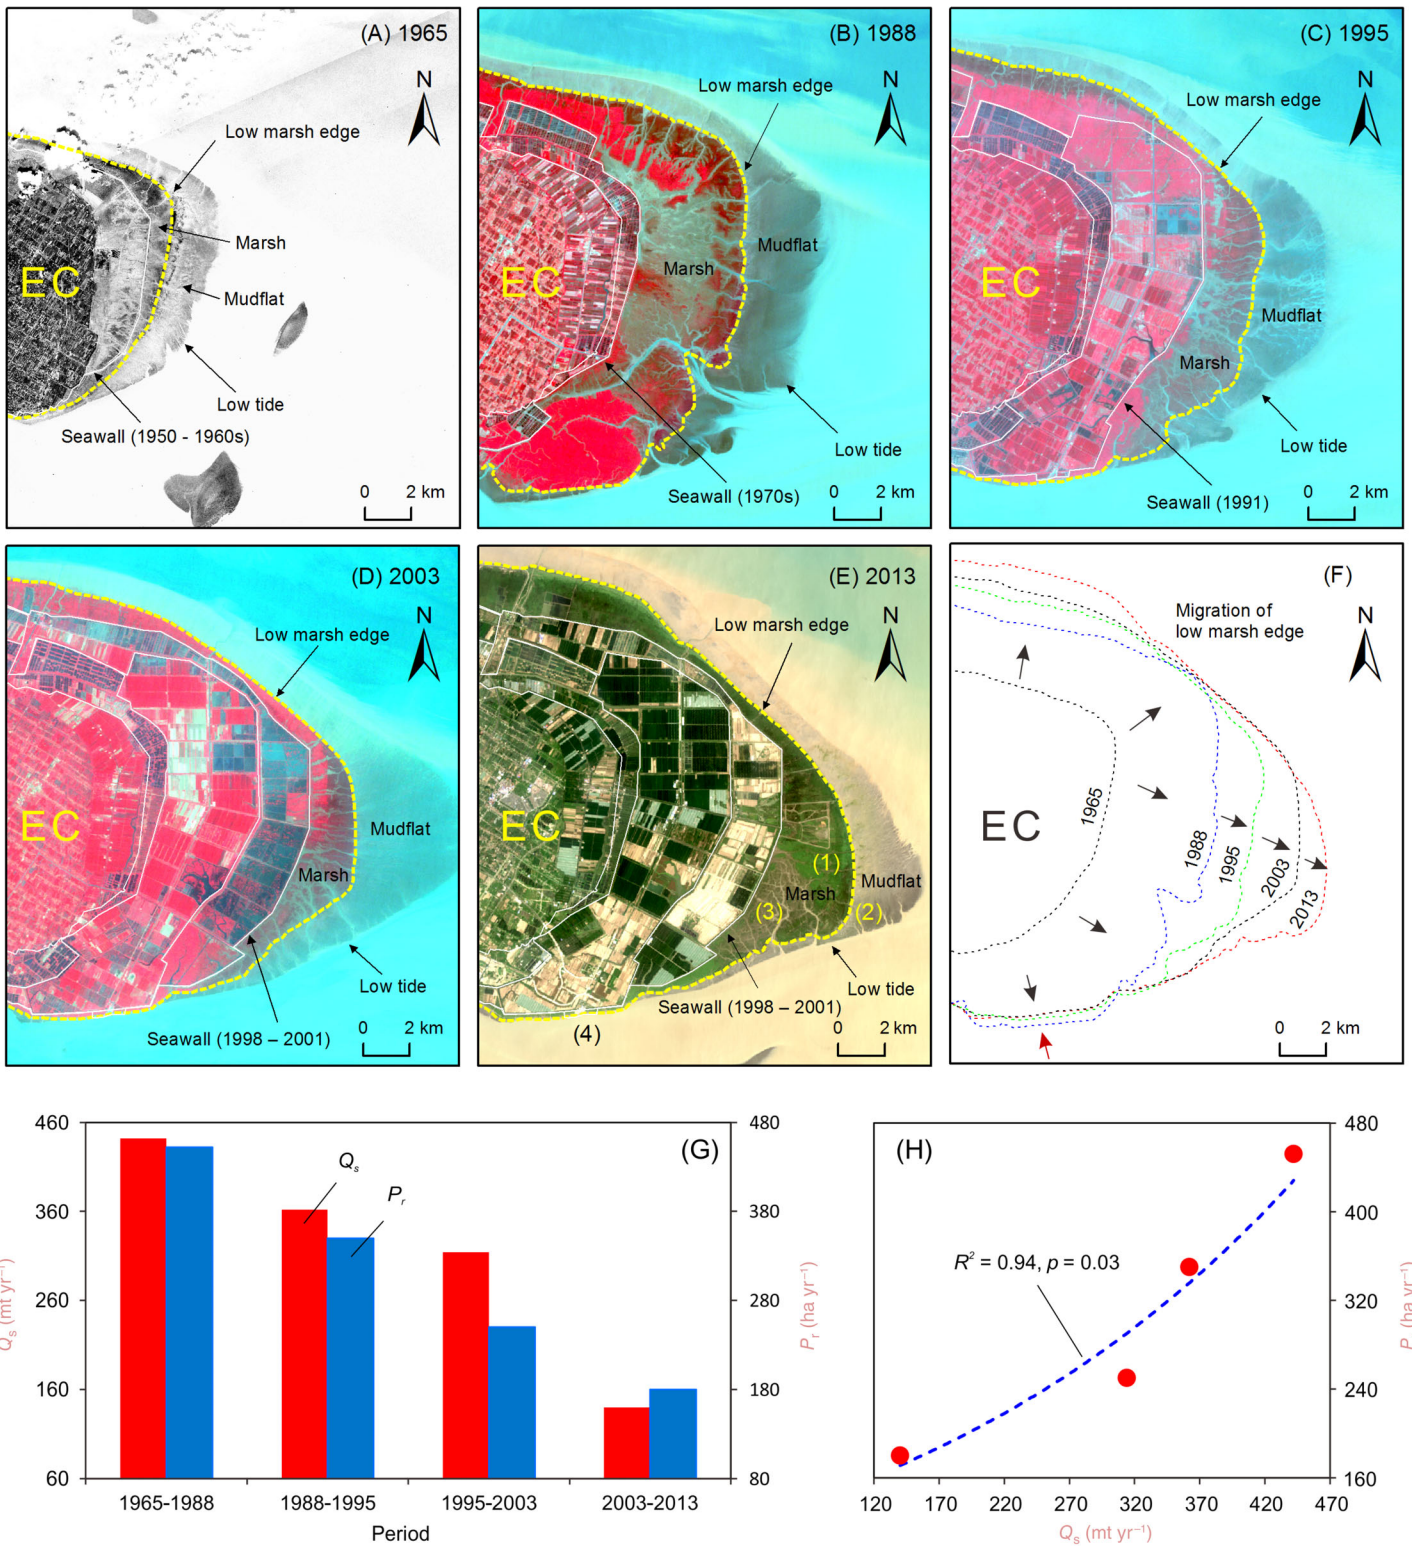 (A) 1965
N
Low marsh edge
Marsh
EC
Mudflat
Low tide
Seawall (1950 - 1960s)
0 2 km
(B) 1988
N
Low marsh edge
Mudflat
Marsh
EC
Low tide
Seawall (1970s)
0 2 km
(C) 1995
N
Low marsh edge
EC
Mudflat
Marsh
Low tide
Seawall (1991)
0 2 km
(D) 2003
N
Low marsh edge
EC
Mudflat
Marsh
Low tide
Seawall (1998 – 2001)
0 2 km
(E) 2013
N
Low marsh edge
EC
(1)
Marsh
Mudflat
(3)
(2)
Low tide
Seawall (1998 – 2001)
(4)
0 2 km
(F)
Migration of
low marsh edge
N
EC
1965
1988
1995
2003
2013
0 2 km
(G)
460
360
260
160
60
Qs (mt yr⁻¹)
Qs
Pr
480
380
280
180
80
Pr (ha yr⁻¹)
1965-1988 1988-1995 1995-2003 2003-2013
Period
(H)
R² = 0.94, p = 0.03
480
400
320
240
160
(ha yr⁻¹)
120 170 220 270 320 370 420 470
Qs (mt yr⁻¹)